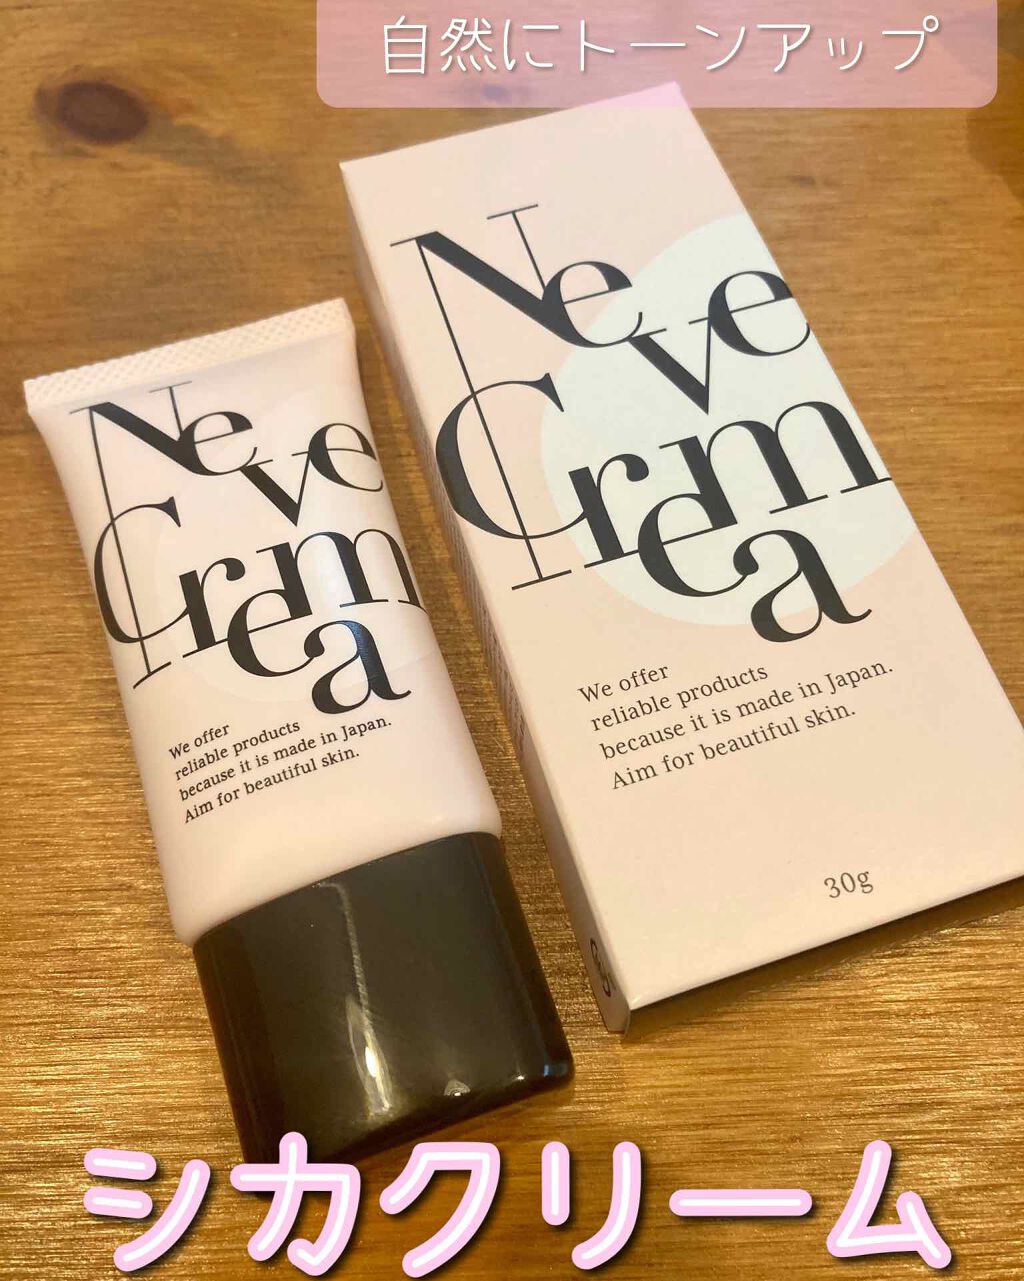 自然にトーンアップ
Neve
Crema
We offer
reliable products
because it is made in Japan.
Aim for beautiful skin.
30g
Neve
Crema
We offer
reliable products
because it is made in Japan.
Aim for beautiful skin.
シカクリーム